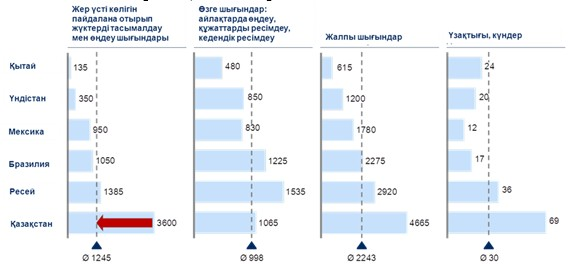 Жер үсті көлігін
пайдалана отырып
жүктерді тасымалдау
мен өңдеу шығындары
Өзге шығындар:
айлақтарда өңдеу,
құжаттарды ресімдеу,
кедендік ресімдеу
Жалпы шығындар
Ұзақтығы, күндер
Қытай 135 480 615 24
Үндістан 350 850 1200 20
Мексика 950 830 1780 12
Бразилия 1050 1225 2275 17
Ресей 1385 1535 2920 36
Қазақстан 3600 1065 4665 69
Ø 1245 Ø 998 Ø 2243 Ø 30